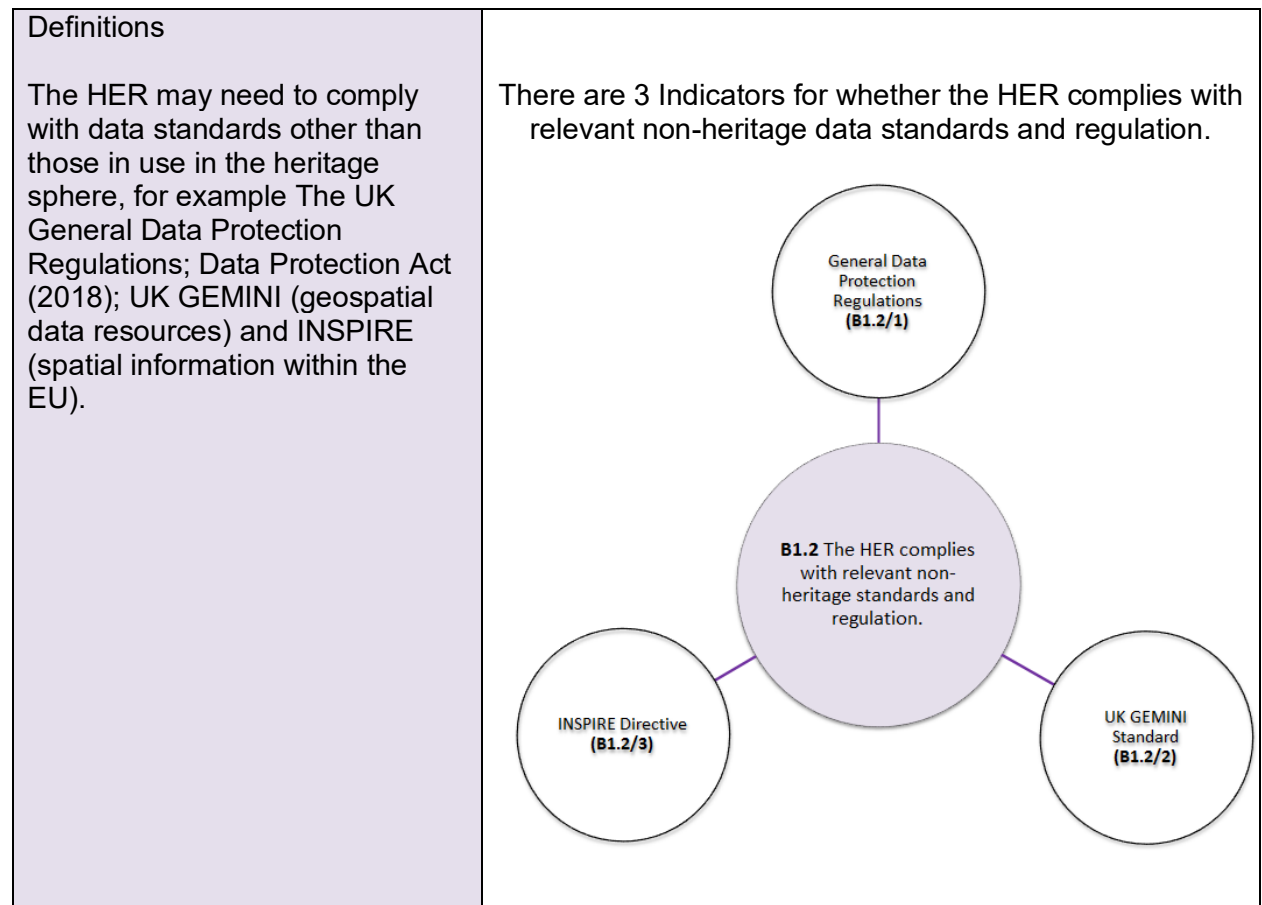 Definitions
The HER may need to comply
with data standards other than
those in use in the heritage
sphere, for example The UK
General Data Protection
Regulations; Data Protection Act
(2018); UK GEMINI (geospatial
data resources) and INSPIRE
(spatial information within the
EU).
There are 3 Indicators for whether the HER complies with
relevant non-heritage data standards and regulation.
General Data
Protection
Regulations
(B1.2/1)
B1.2 The HER complies
with relevant non-
heritage standards and
regulation.
INSPIRE Directive
(B1.2/3)
UK GEMINI
Standard
(B1.2/2)